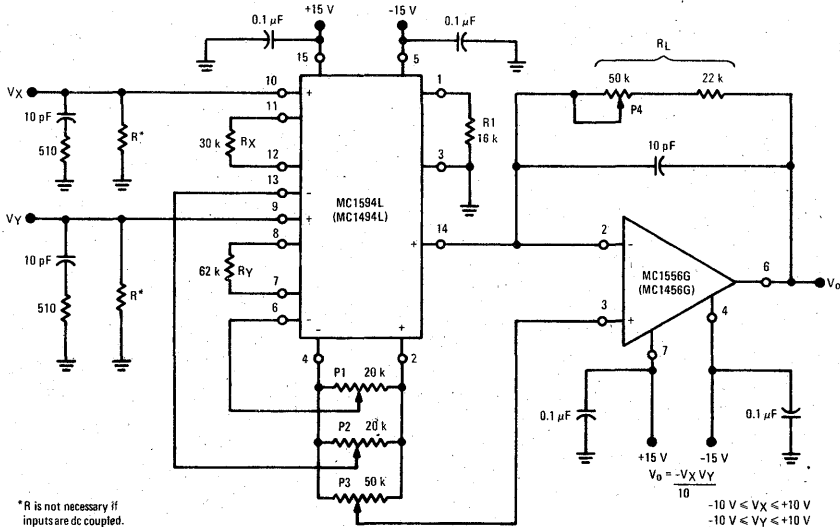 +15 V
-15 V
0.1 µF
0.1 µF
15
5
VX
10
+
1
RL
50 k
22 k
P4
11
10 pF
R*
30 k
RX
R1
16 k
510
12
3
10 pF
13
-
MC1594L
(MC1494L)
VY
9
+
14
+
2
-
8
10 pF
R*
62 k
RY
MC1556G
(MC1456G)
6
Vo
7
510
6
-
3
+
4
-
+
4
2
7
P1
20 k
0.1 µF
0.1 µF
P2
20 k
+15 V
-15 V
P3
50 k
Vo = -VX VY
10
*R is not necessary if
inputs are dc coupled.
-10 V ≤ VX ≤ +10 V
-10 V ≤ VY ≤ +10 V